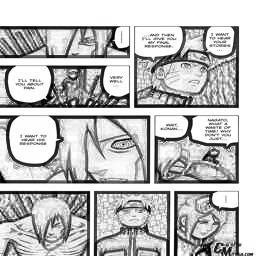 I WANT
TO HEAR
YOUR
STORIES
...
...AND THEN
I'LL GIVE YOU
MY FINAL
RESPONSE.
VERY
WELL
I'LL TELL
YOU ABOUT
PAIN.
NAGATO,
WHAT A
WASTE OF
TIME! WHY
DON'T YOU
JUST...
WAIT,
KONAN...
I WANT TO
HEAR HIS
RESPONSE